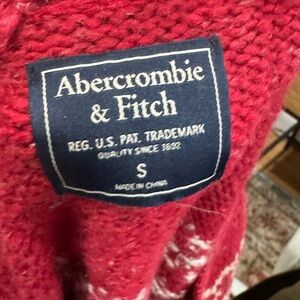 Abercrombie
& Fitch
REG. U.S. PAT. TRADEMARK
QUALITY SINCE 1892
S
MADE IN CHINA